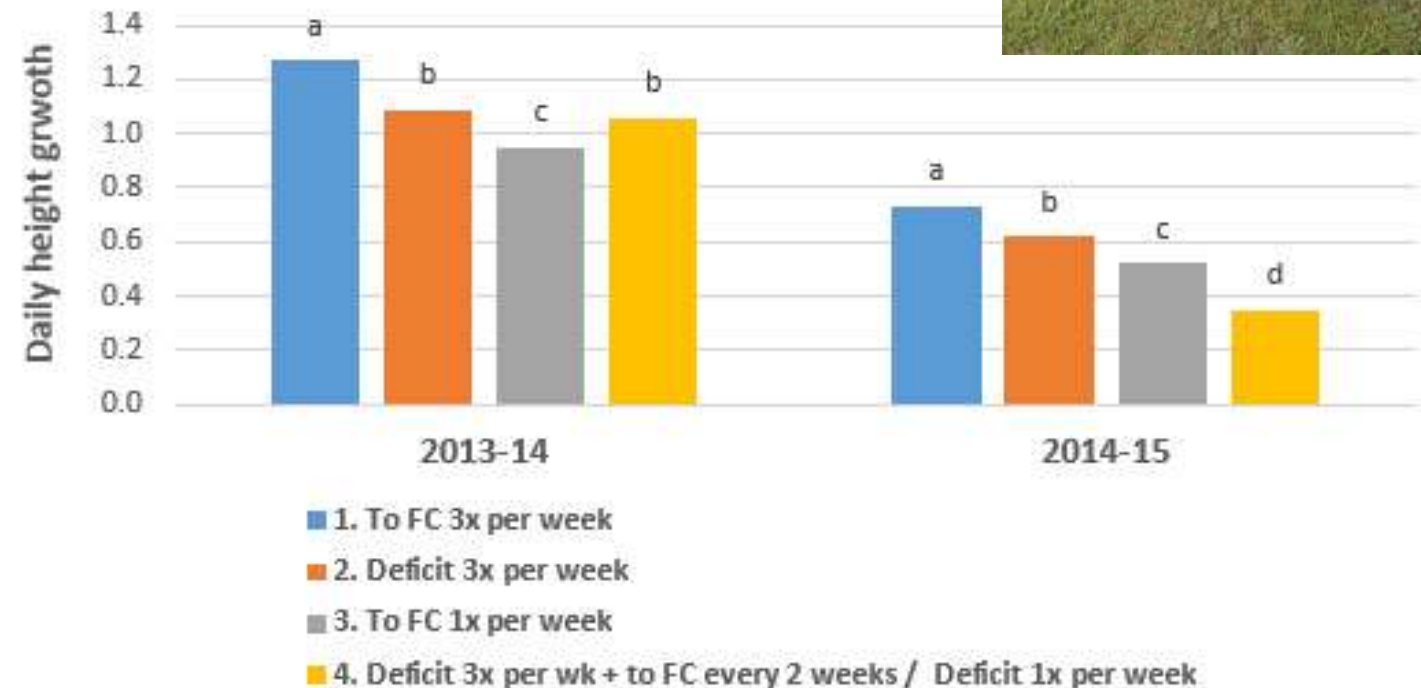 Daily height grwoth
1.4
1.2
1.0
0.8
0.6
0.4
0.2
0.0
a
b
c
b
a
b
c
d
2013-14
2014-15
1. To FC 3x per week
2. Deficit 3x per week
3. To FC 1x per week
4. Deficit 3x per wk + to FC every 2 weeks / Deficit 1x per week